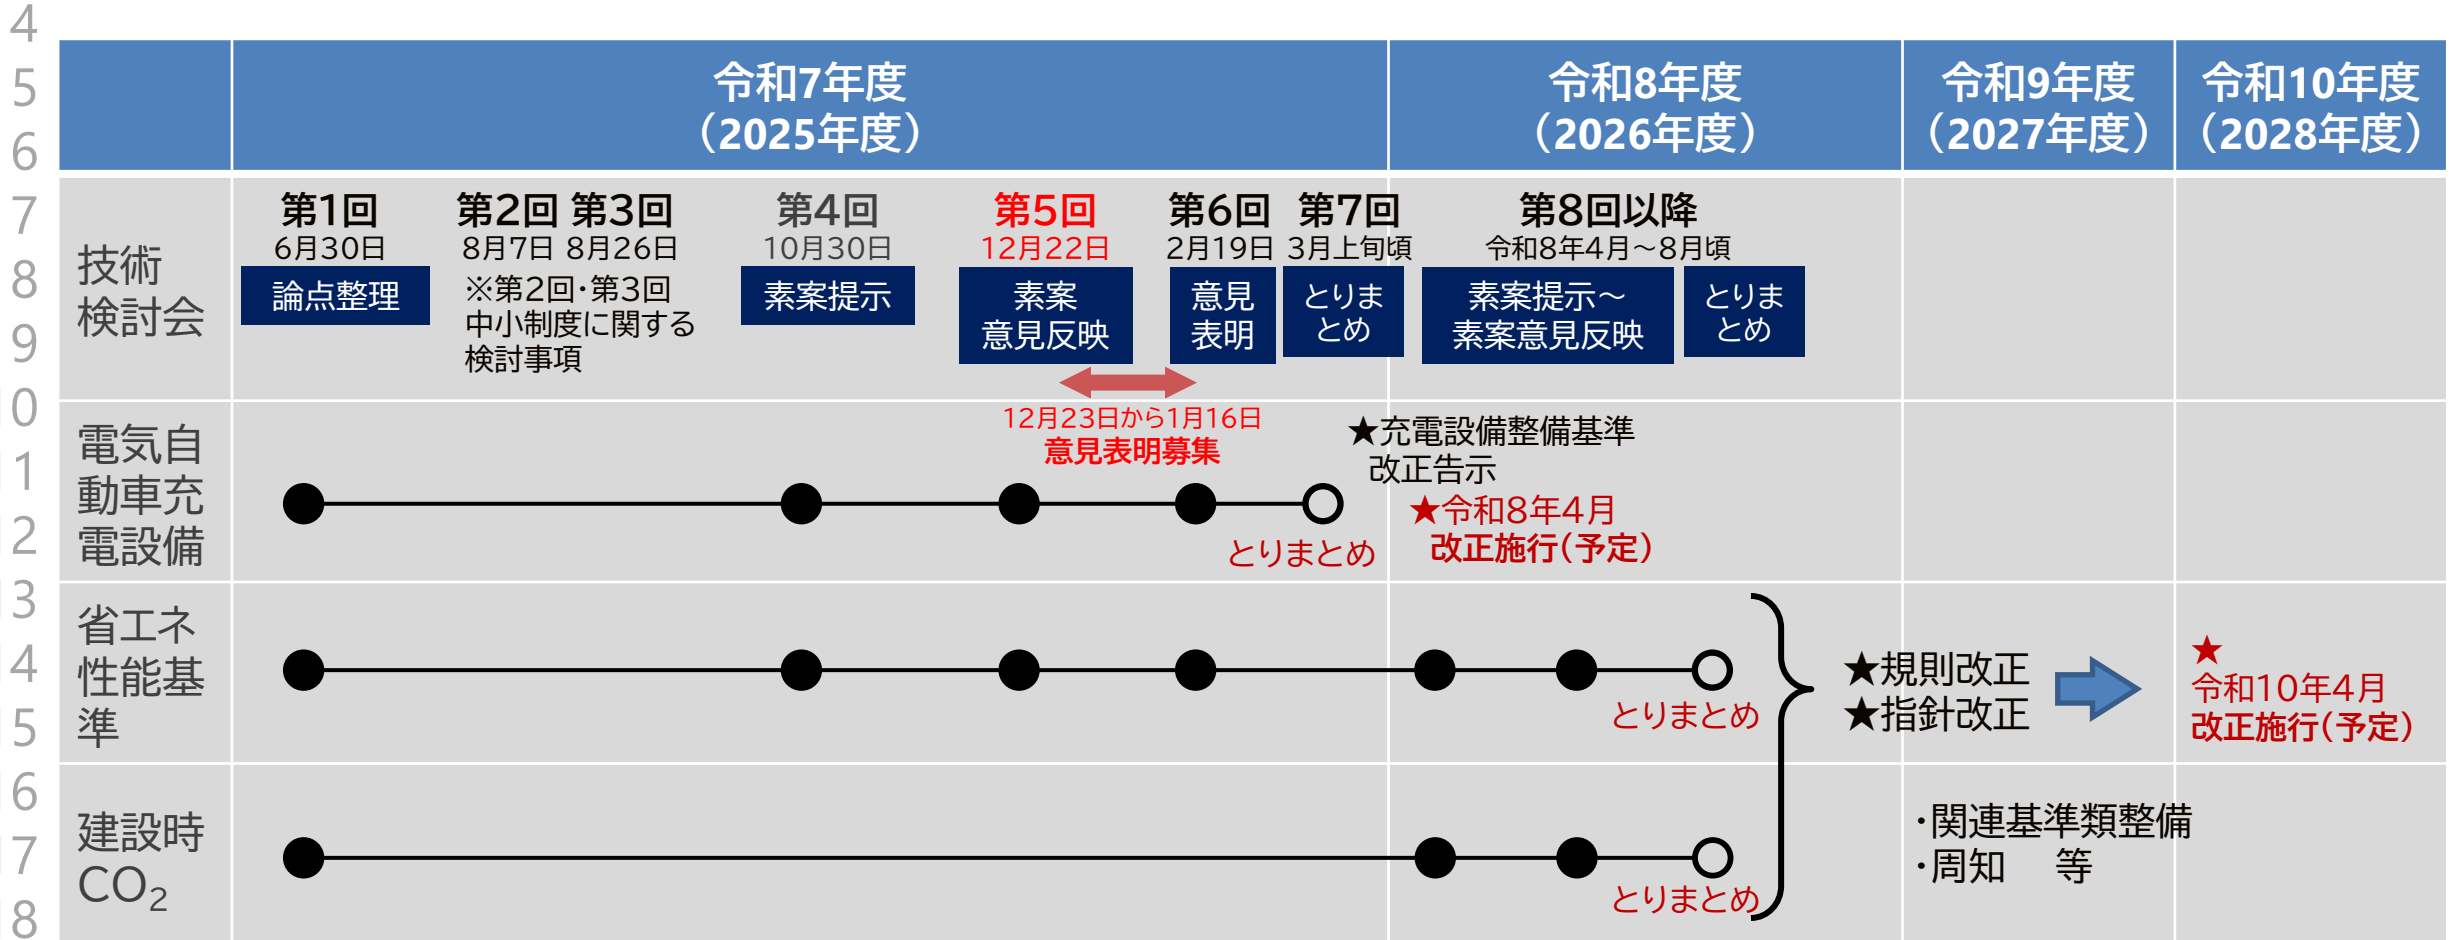 4
5
6
7
8
9
10
11
12
13
14
15
16
17
18
令和7年度
（2025年度）
令和8年度
（2026年度）
令和9年度
（2027年度）
令和10年度
（2028年度）
技術
検討会
第1回
6月30日
論点整理
第2回 第3回
8月7日 8月26日
※第2回・第3回
中小制度に関する
検討事項
第4回
10月30日
素案提示
第5回
12月22日
素案
意見反映
第6回
2月19日
意見
表明
第7回
3月上旬頃
とりま
とめ
第8回以降
令和8年4月～8月頃
素案提示～
素案意見反映
とりま
とめ
12月23日から1月16日
意見表明募集
電気自
動車充
電設備
とりまとめ
★充電設備整備基準
改正告示
★令和8年4月
改正施行（予定）
省エネ
性能基
準
とりまとめ
★規則改正
★指針改正
★
令和10年4月
改正施行（予定）
建設時
CO₂
とりまとめ
・関連基準類整備
・周知　等